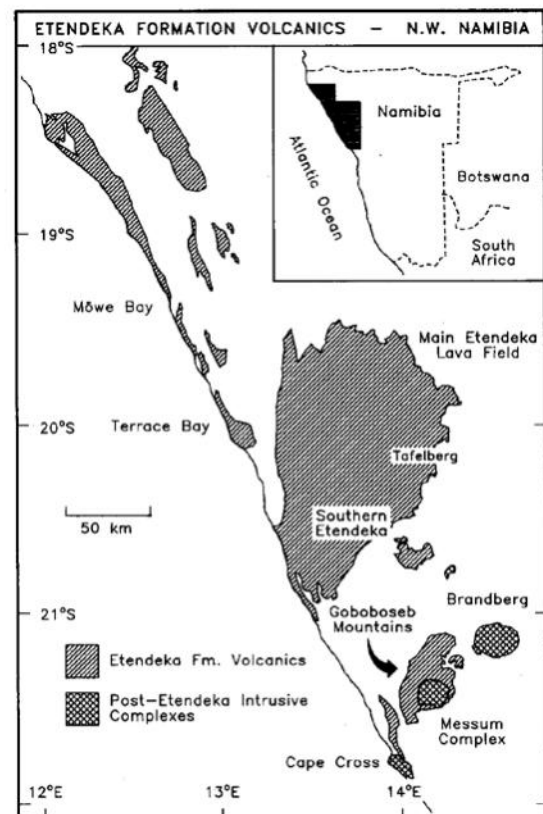 ETENDEKA FORMATION VOLCANICS – N.W. NAMIBIA
18°S
Namibia
Atlantic Ocean
Botswana
South
Africa
19°S
Möwe Bay
Main Etendeka
Lava Field
20°S
Terrace Bay
Tafelberg
50 km
Southern
Etendeka
21°S
Brandberg
Goboboseb
Mountains
Etendeka Fm. Volcanics
Post–Etendeka Intrusive
Complexes
Messum
Complex
Cape Cross
12°E
13°E
14°E